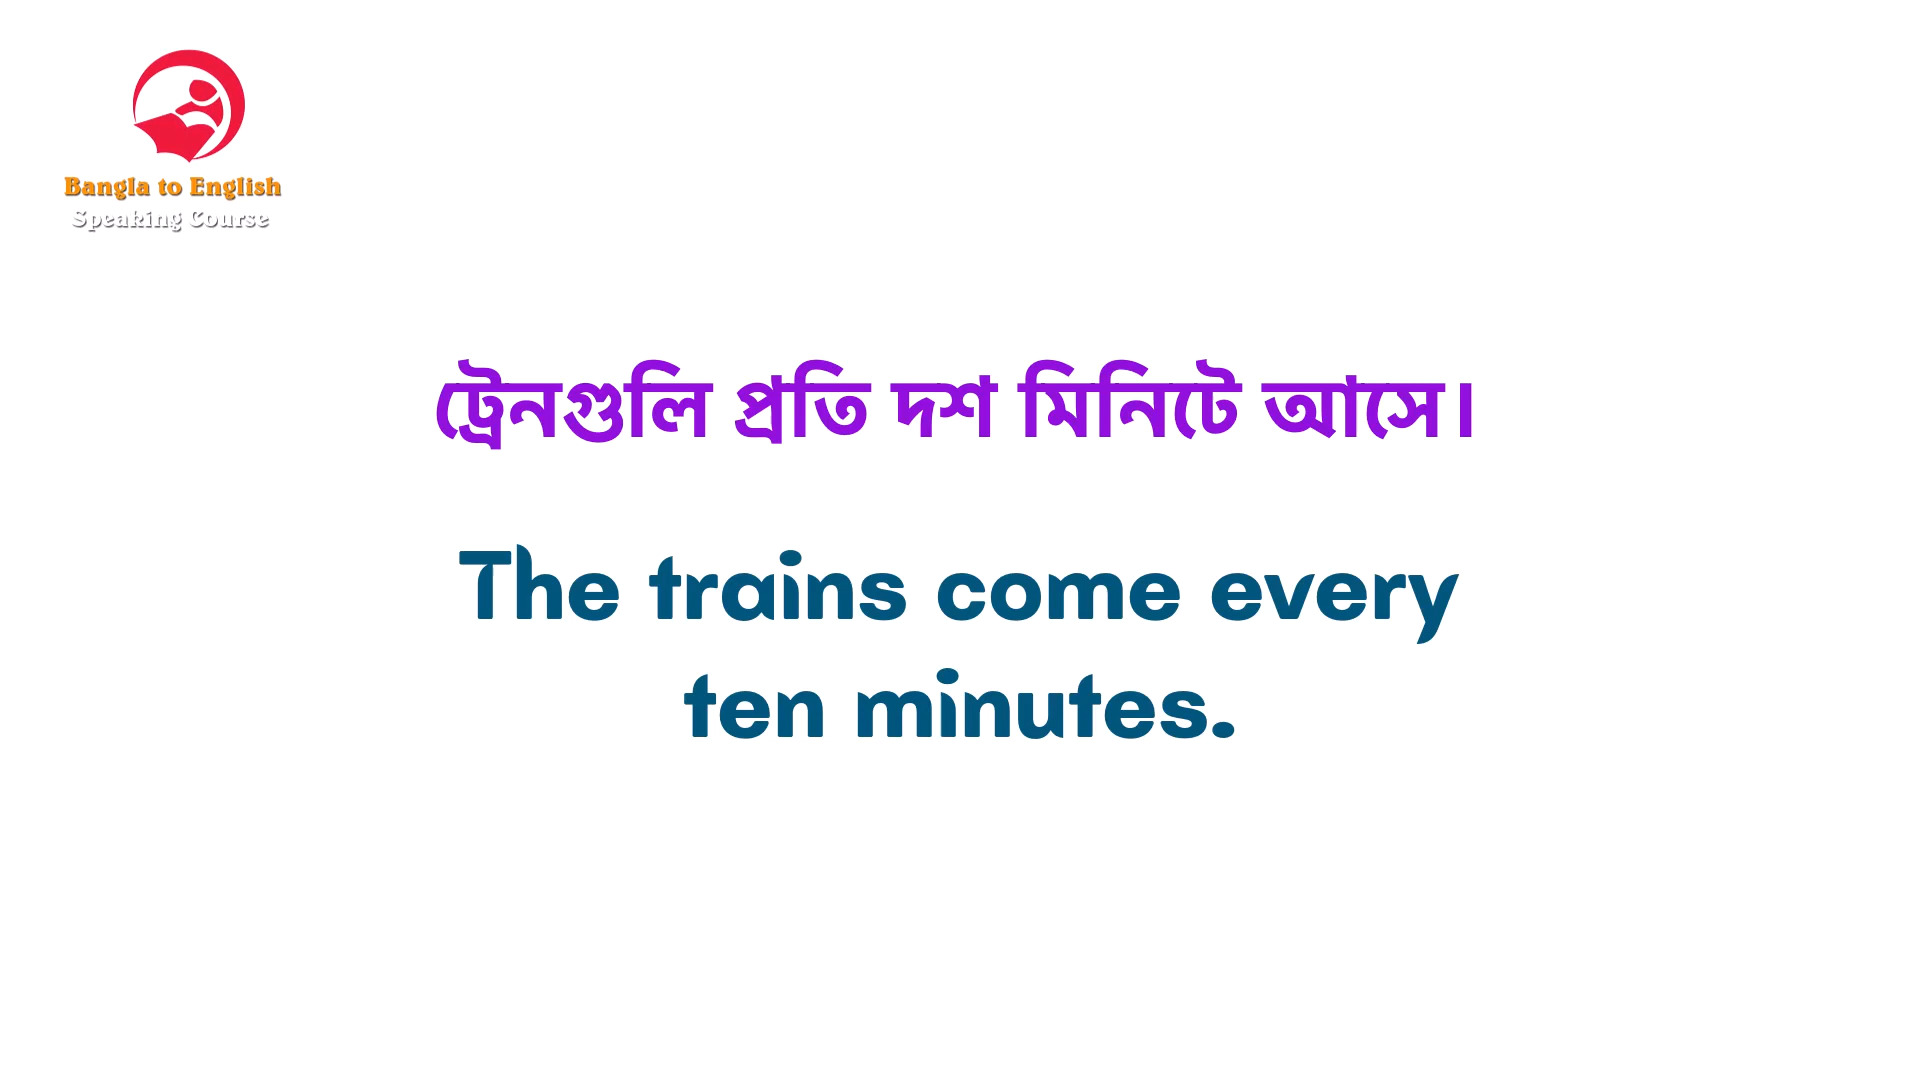 Bangla to English
Speaking Course
ট্রেনগুলি প্রতি দশ মিনিটে আসে।
The trains come every
ten minutes.